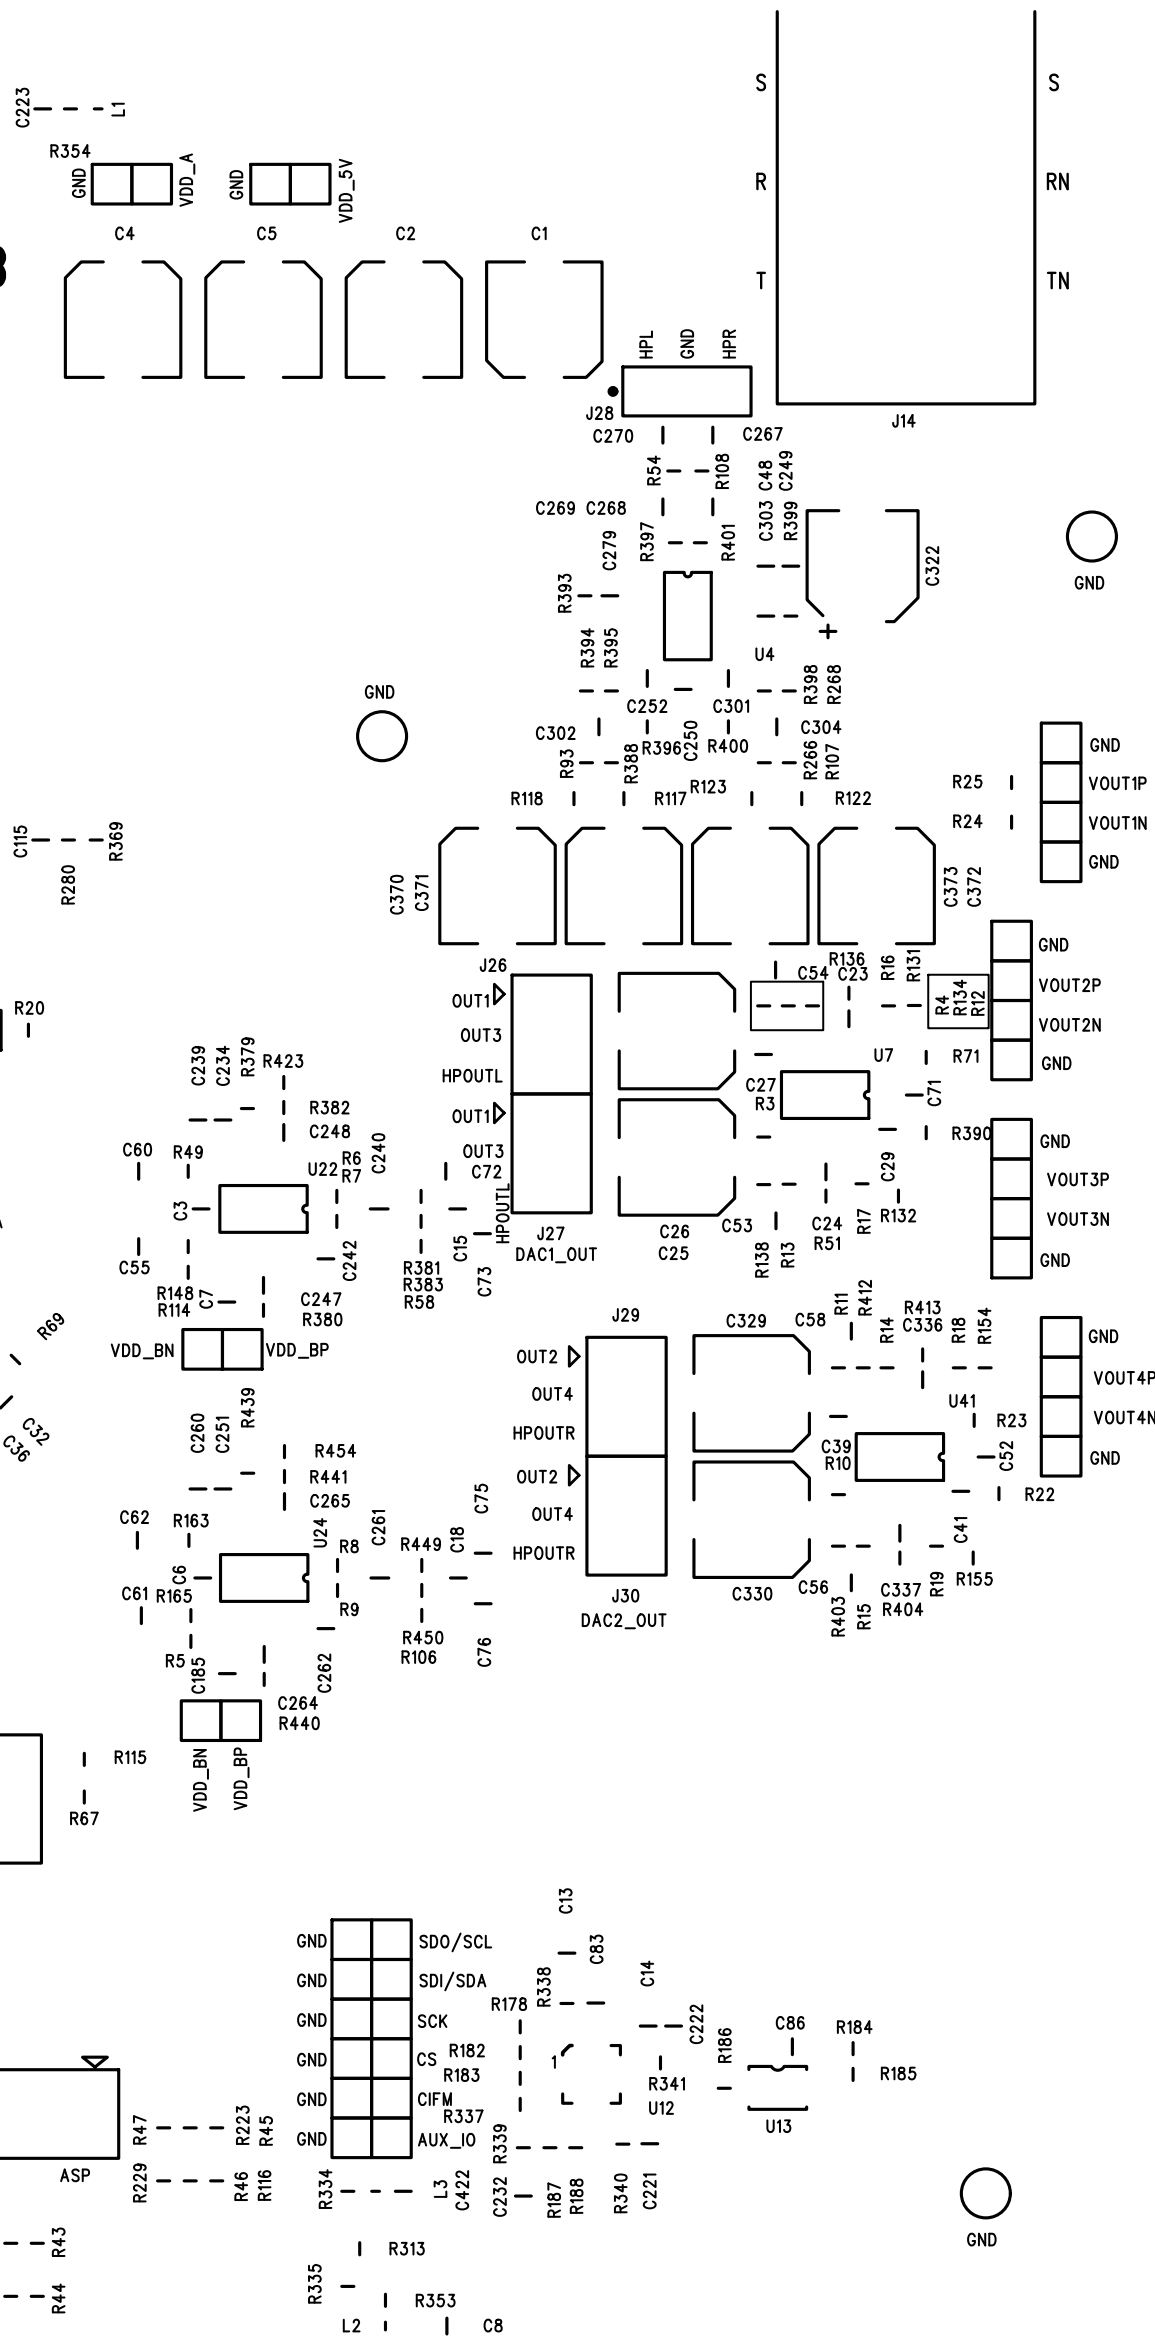 S
S
C223
L1
R354
GND
VDD_A
GND
VDD_5V
R
RN
C4
C5
C2
C1
T
TN
HPL
GND
HPR
J28
J14
C270
C267
R54
R108
C48
C249
C269
C268
C279
R397
R401
C303
R399
C322
GND
R393
R394
R395
U4
R398
R268
GND
C252
C301
C302
R396
C250
R400
C304
R93
R388
R266
R107
R123
GND
R25
VOUT1P
R118
R117
R122
R24
VOUT1N
C115
R369
GND
R280
C370
C371
C373
C372
J26
R136
R16
R131
GND
OUT1
C54
C23
R4
R134
R12
VOUT2P
R20
OUT3
VOUT2N
C239
C234
R379
R423
HPOUTL
U7
R71
GND
C27
C71
R382
OUT1
R3
C248
R390
GND
C60
R49
U22
R6
R7
C240
OUT3
C72
C29
VOUT3P
C3
HPOUTL
R132
VOUT3N
J27
C26
C53
C24
R17
C55
C242
C15
DAC1_OUT
C25
R51
R138
R13
GND
R381
R383
R58
C73
R148
R114
C7
C247
R380
J29
C329
C58
R11
R412
R413
C336
R14
R18
R154
GND
R69
VDD_BN
VDD_BP
OUT2
VOUT4P
OUT4
U41
R439
C260
C251
HPOUTR
R23
VOUT4N
C32
C36
R454
C39
R10
C52
GND
R441
OUT2
C265
C75
R22
C62
R163
U24
C261
OUT4
C41
R8
R449
C18
HPOUTR
C6
C61
R165
J30
C330
C56
C337
R19
R155
R9
DAC2_OUT
R403
R15
R404
R450
R106
C76
R5
C185
C262
C264
R440
R115
VDD_BN
VDD_BP
R67
C13
GND
SDO/SCL
C83
GND
SDI/SDA
R338
C14
R178
GND
SCK
C222
C86
R184
R182
R186
GND
CS
1
R183
R341
R185
GND
CIFM
R337
U12
U13
R47
R223
R45
GND
AUX_IO
R339
ASP
R229
R46
R116
R334
L3
C422
C232
R187
R188
R340
C221
R43
GND
R313
R335
R44
R353
L2
C8